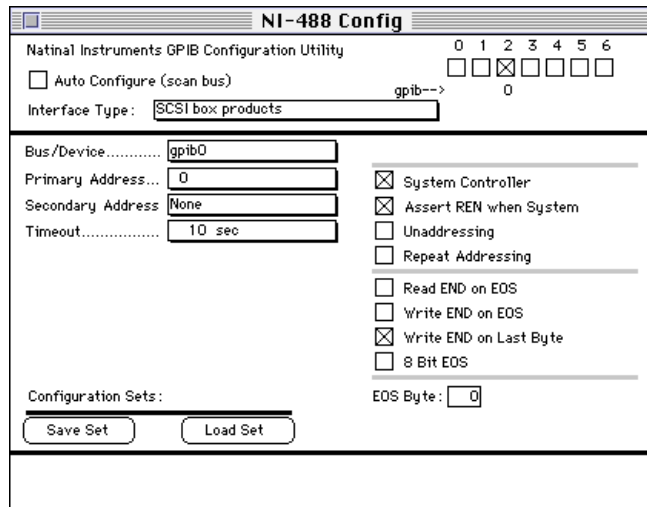 NI-488 Config
Natinal Instruments GPIB Configuration Utility
0 1 2 3 4 5 6
Auto Configure (scan bus)
gpib--> 0
Interface Type: SCSI box products
Bus/Device........... gpib0
Primary Address... 0
Secondary Address None
Timeout................ 10 sec
System Controller
Assert REN when System
Unaddressing
Repeat Addressing
Read END on EOS
Write END on EOS
Write END on Last Byte
8 Bit EOS
Configuration Sets:
EOS Byte: 0
Save Set Load Set